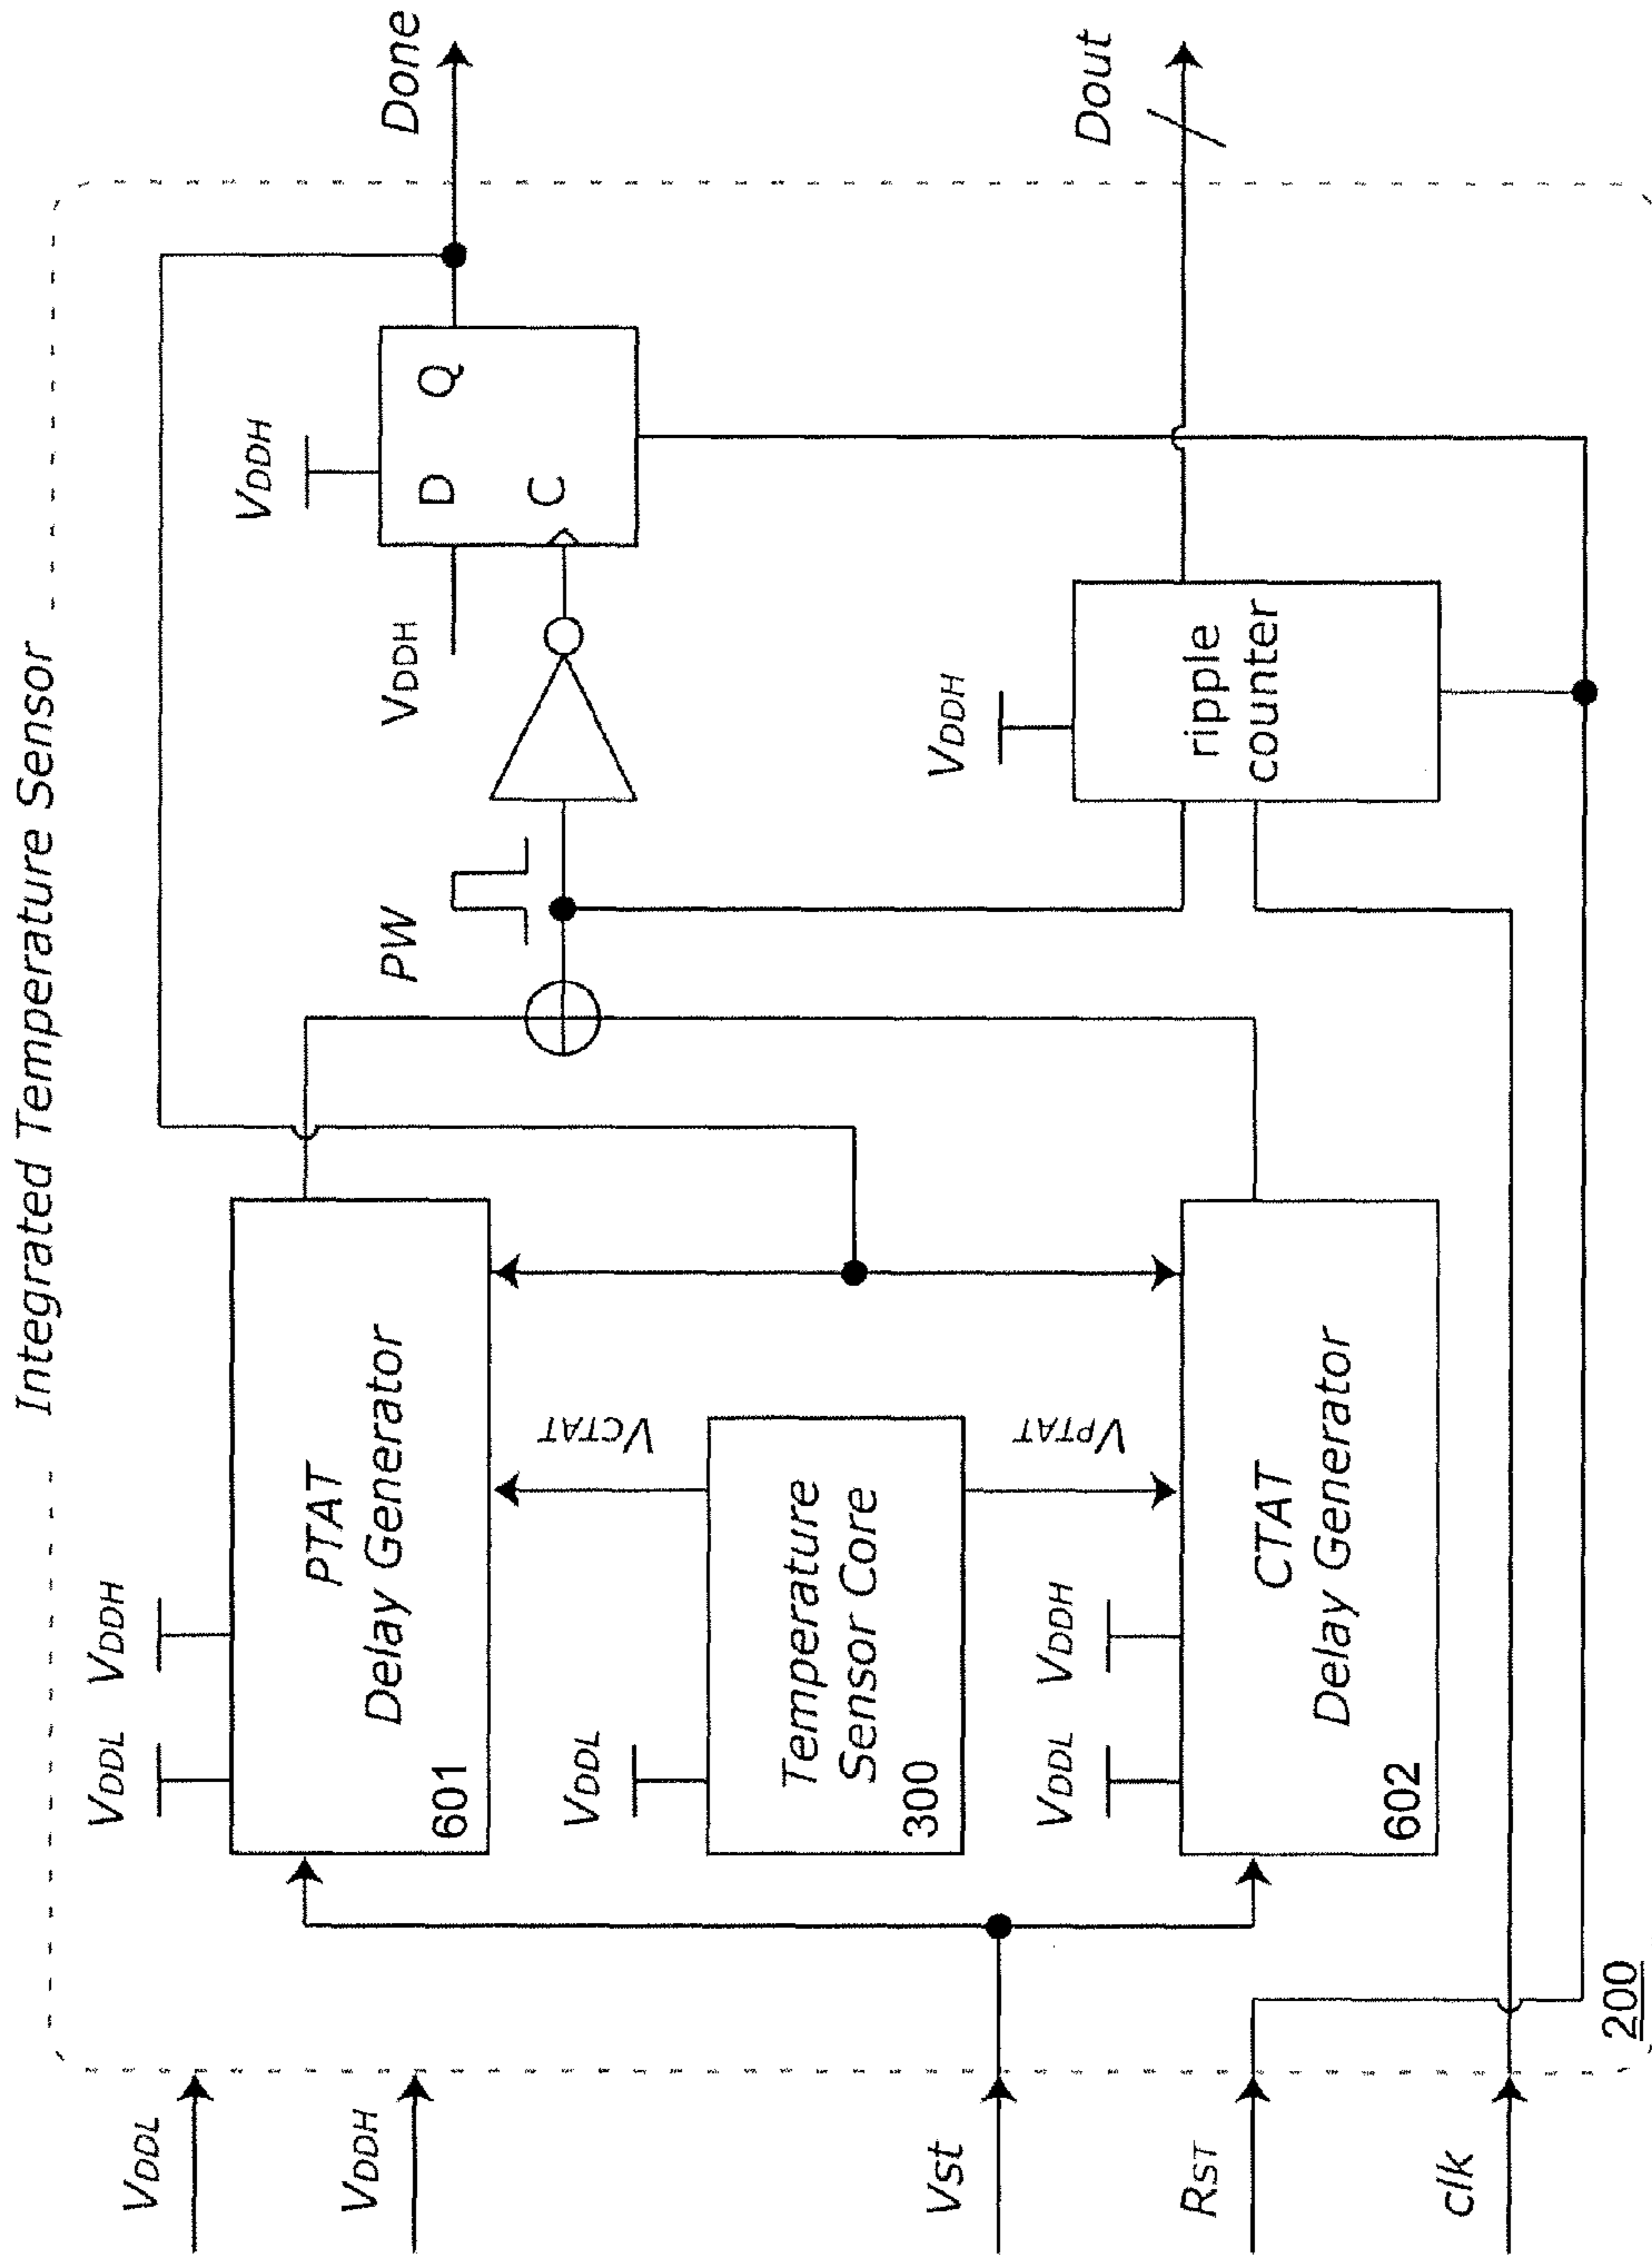 Integrated Temperature Sensor
VDDL
VDDH
Vst
RST
clk
VDDL
VDDH
PTAT
Delay Generator
601
VCTAT
VDDL
Temperature
Sensor Core
300
VPTAT
VDDL
VDDH
CTAT
Delay Generator
602
PW
VDDH
VDDH
D
Q
C
VDDH
ripple
counter
Done
Dout
200